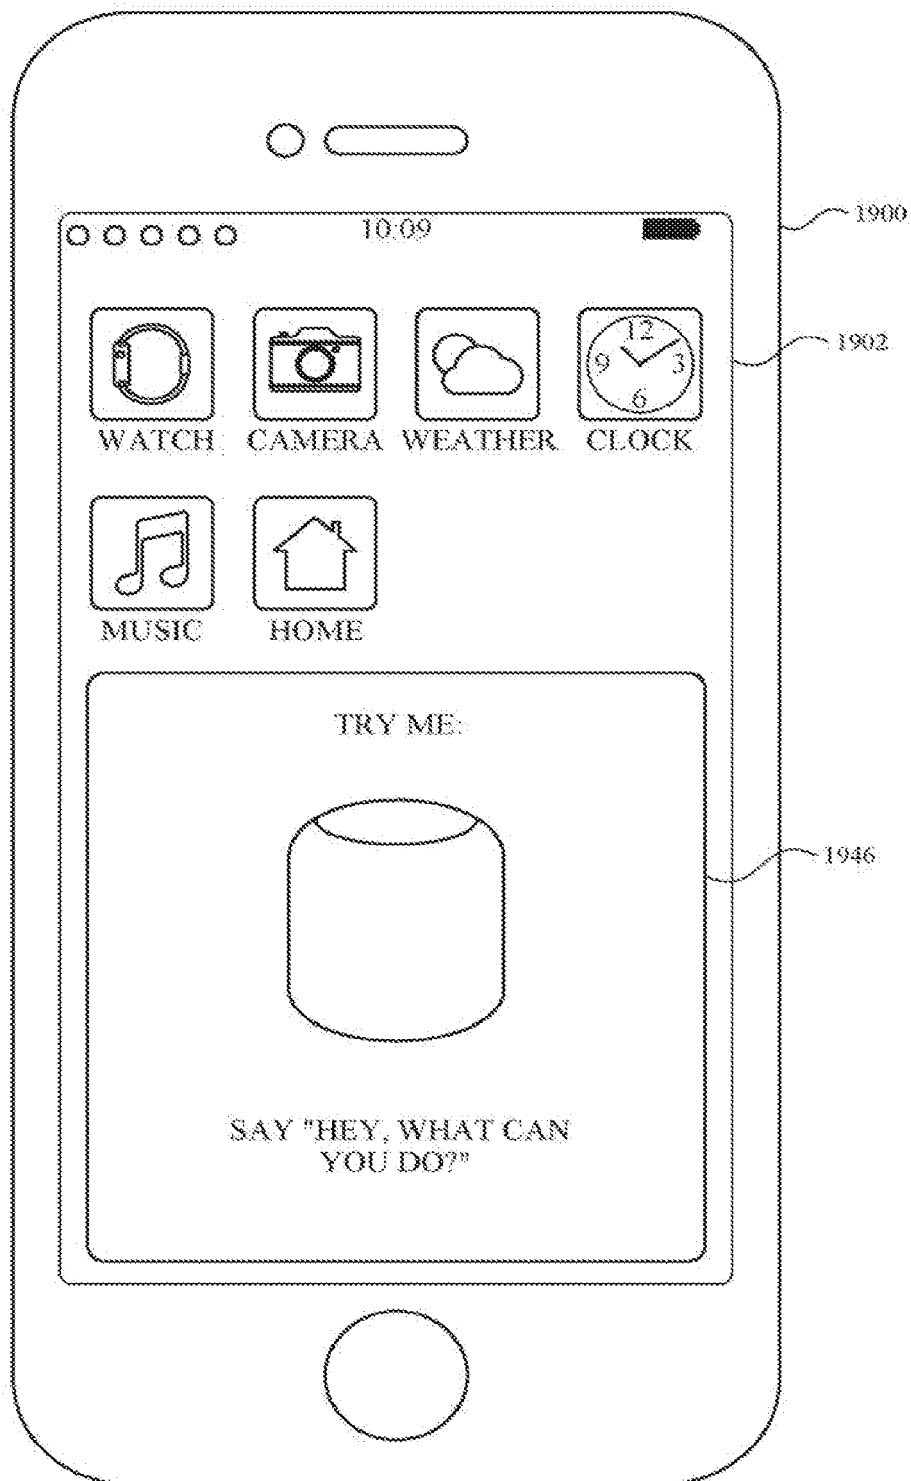 10:09
1900
1902
12
9 3
6
WATCH CAMERA WEATHER CLOCK
MUSIC HOME
TRY ME:
1946
SAY "HEY, WHAT CAN
YOU DO?"